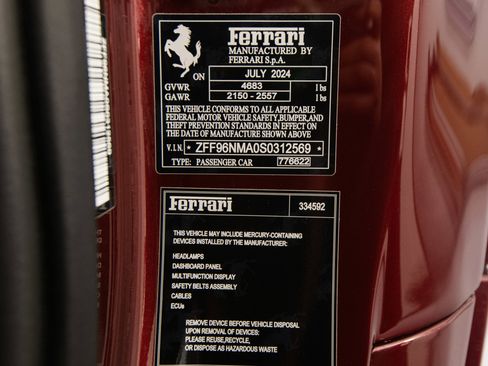 Ferrari
MANUFACTURED BY
FERRARI S.p.A.
ON JULY 2024
GVWR 4683 lbs
GAWR 2150 - 2557 lbs
THIS VEHICLE CONFORMS TO ALL APPLICABLE
FEDERAL MOTOR VEHICLE SAFETY,BUMPER,AND
THEFT PREVENTION STANDARDS IN EFFECT ON
THE DATE OF MANUFACTURE SHOWN ABOVE
V.I.N. * ZFF96NMA0S0312569 *
TYPE: PASSENGER CAR 776622
Ferrari 334592
THIS VEHICLE MAY INCLUDE MERCURY-CONTAINING
DEVICES INSTALLED BY THE MANUFACTURER:
HEADLAMPS
DASHBOARD PANEL
MULTIFUNCTION DISPLAY
SAFETY BELTS ASSEMBLY
CABLES
ECUs
REMOVE DEVICE BEFORE VEHICLE DISPOSAL
UPON REMOVAL OF DEVICES:
PLEASE REUSE,RECYCLE,
OR DISPOSE AS HAZARDOUS WASTE